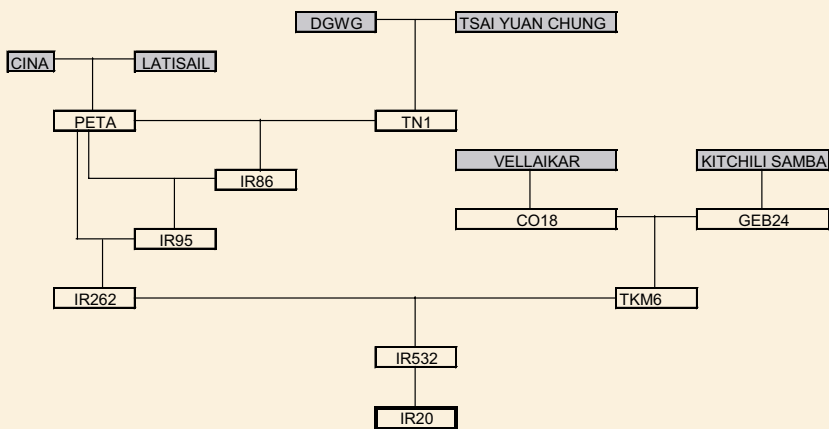 DGWG
TSAI YUAN CHUNG
CINA
LATISAIL
PETA
TN1
VELLAIKAR
KITCHILI SAMBA
IR86
CO18
GEB24
IR95
IR262
TKM6
IR532
IR20